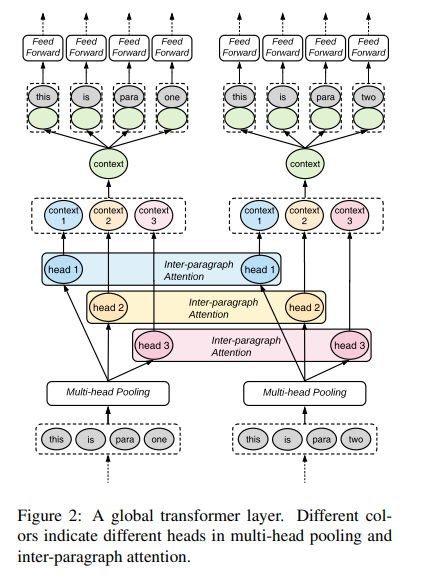 Feed Forward Feed Forward Feed Forward Feed Forward Feed Forward Feed Forward Feed Forward Feed Forward
this is para one this is para two
context context
context 1 context 2 context 3 context 1 context 2 context 3
head 1 Inter-paragraph Attention head 1
head 2 Inter-paragraph Attention head 2
head 3 Inter-paragraph Attention head 3
Multi-head Pooling Multi-head Pooling
this is para one this is para two
Figure 2: A global transformer layer. Different col-
ors indicate different heads in multi-head pooling and
inter-paragraph attention.